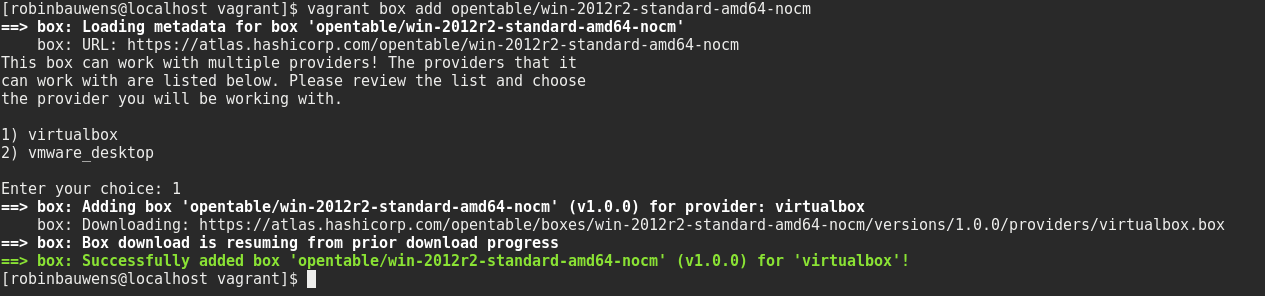 [robinbauwens@localhost vagrant]$ vagrant box add opentable/win-2012r2-standard-amd64-nocm
==> box: Loading metadata for box 'opentable/win-2012r2-standard-amd64-nocm'
    box: URL: https://atlas.hashicorp.com/opentable/win-2012r2-standard-amd64-nocm
This box can work with multiple providers! The providers that it
can work with are listed below. Please review the list and choose
the provider you will be working with.

1) virtualbox
2) vmware_desktop

Enter your choice: 1
==> box: Adding box 'opentable/win-2012r2-standard-amd64-nocm' (v1.0.0) for provider: virtualbox
    box: Downloading: https://atlas.hashicorp.com/opentable/boxes/win-2012r2-standard-amd64-nocm/versions/1.0.0/providers/virtualbox.box
==> box: Box download is resuming from prior download progress
==> box: Successfully added box 'opentable/win-2012r2-standard-amd64-nocm' (v1.0.0) for 'virtualbox'!
[robinbauwens@localhost vagrant]$